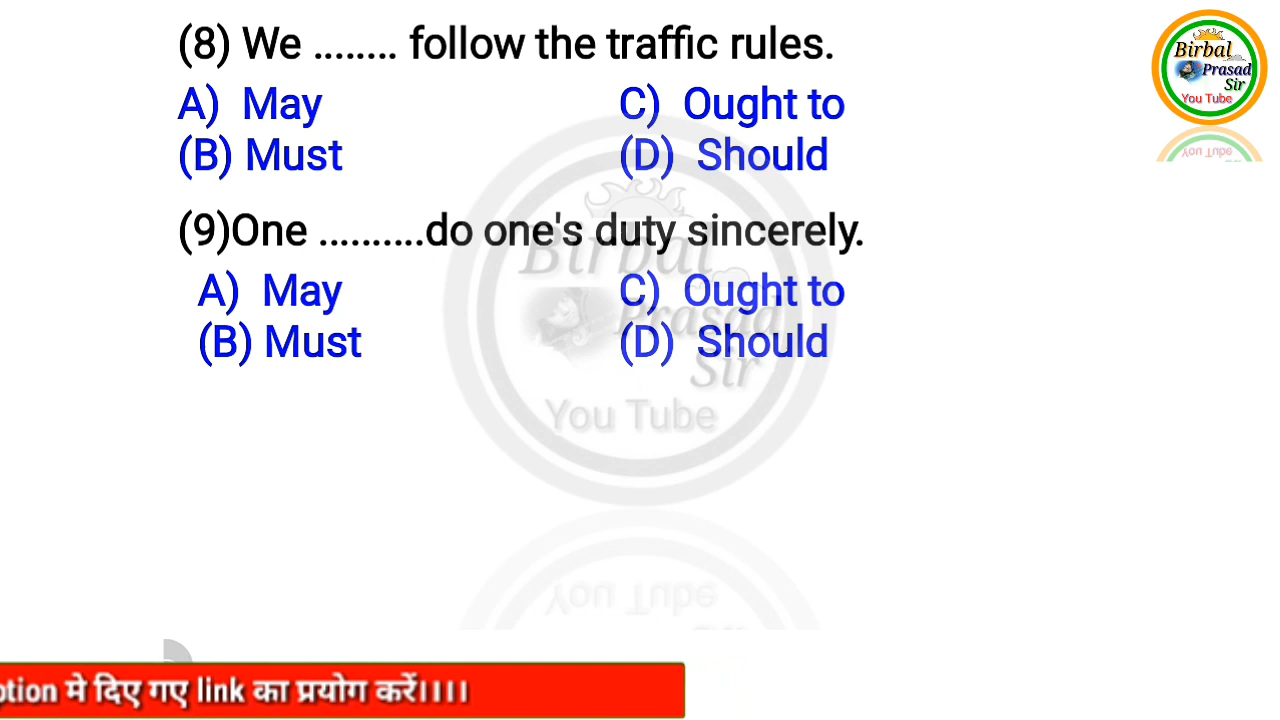 (8) We ........ follow the traffic rules.
A) May C) Ought to
(B) Must (D) Should
(9)One ..........do one's duty sincerely.
A) May C) Ought to
(B) Must (D) Should
Birbal
Prasad
Sir
You Tube
Birbal
Prasad
Sir
You Tube
ption मे दिए गए link का प्रयोग करें।।।।